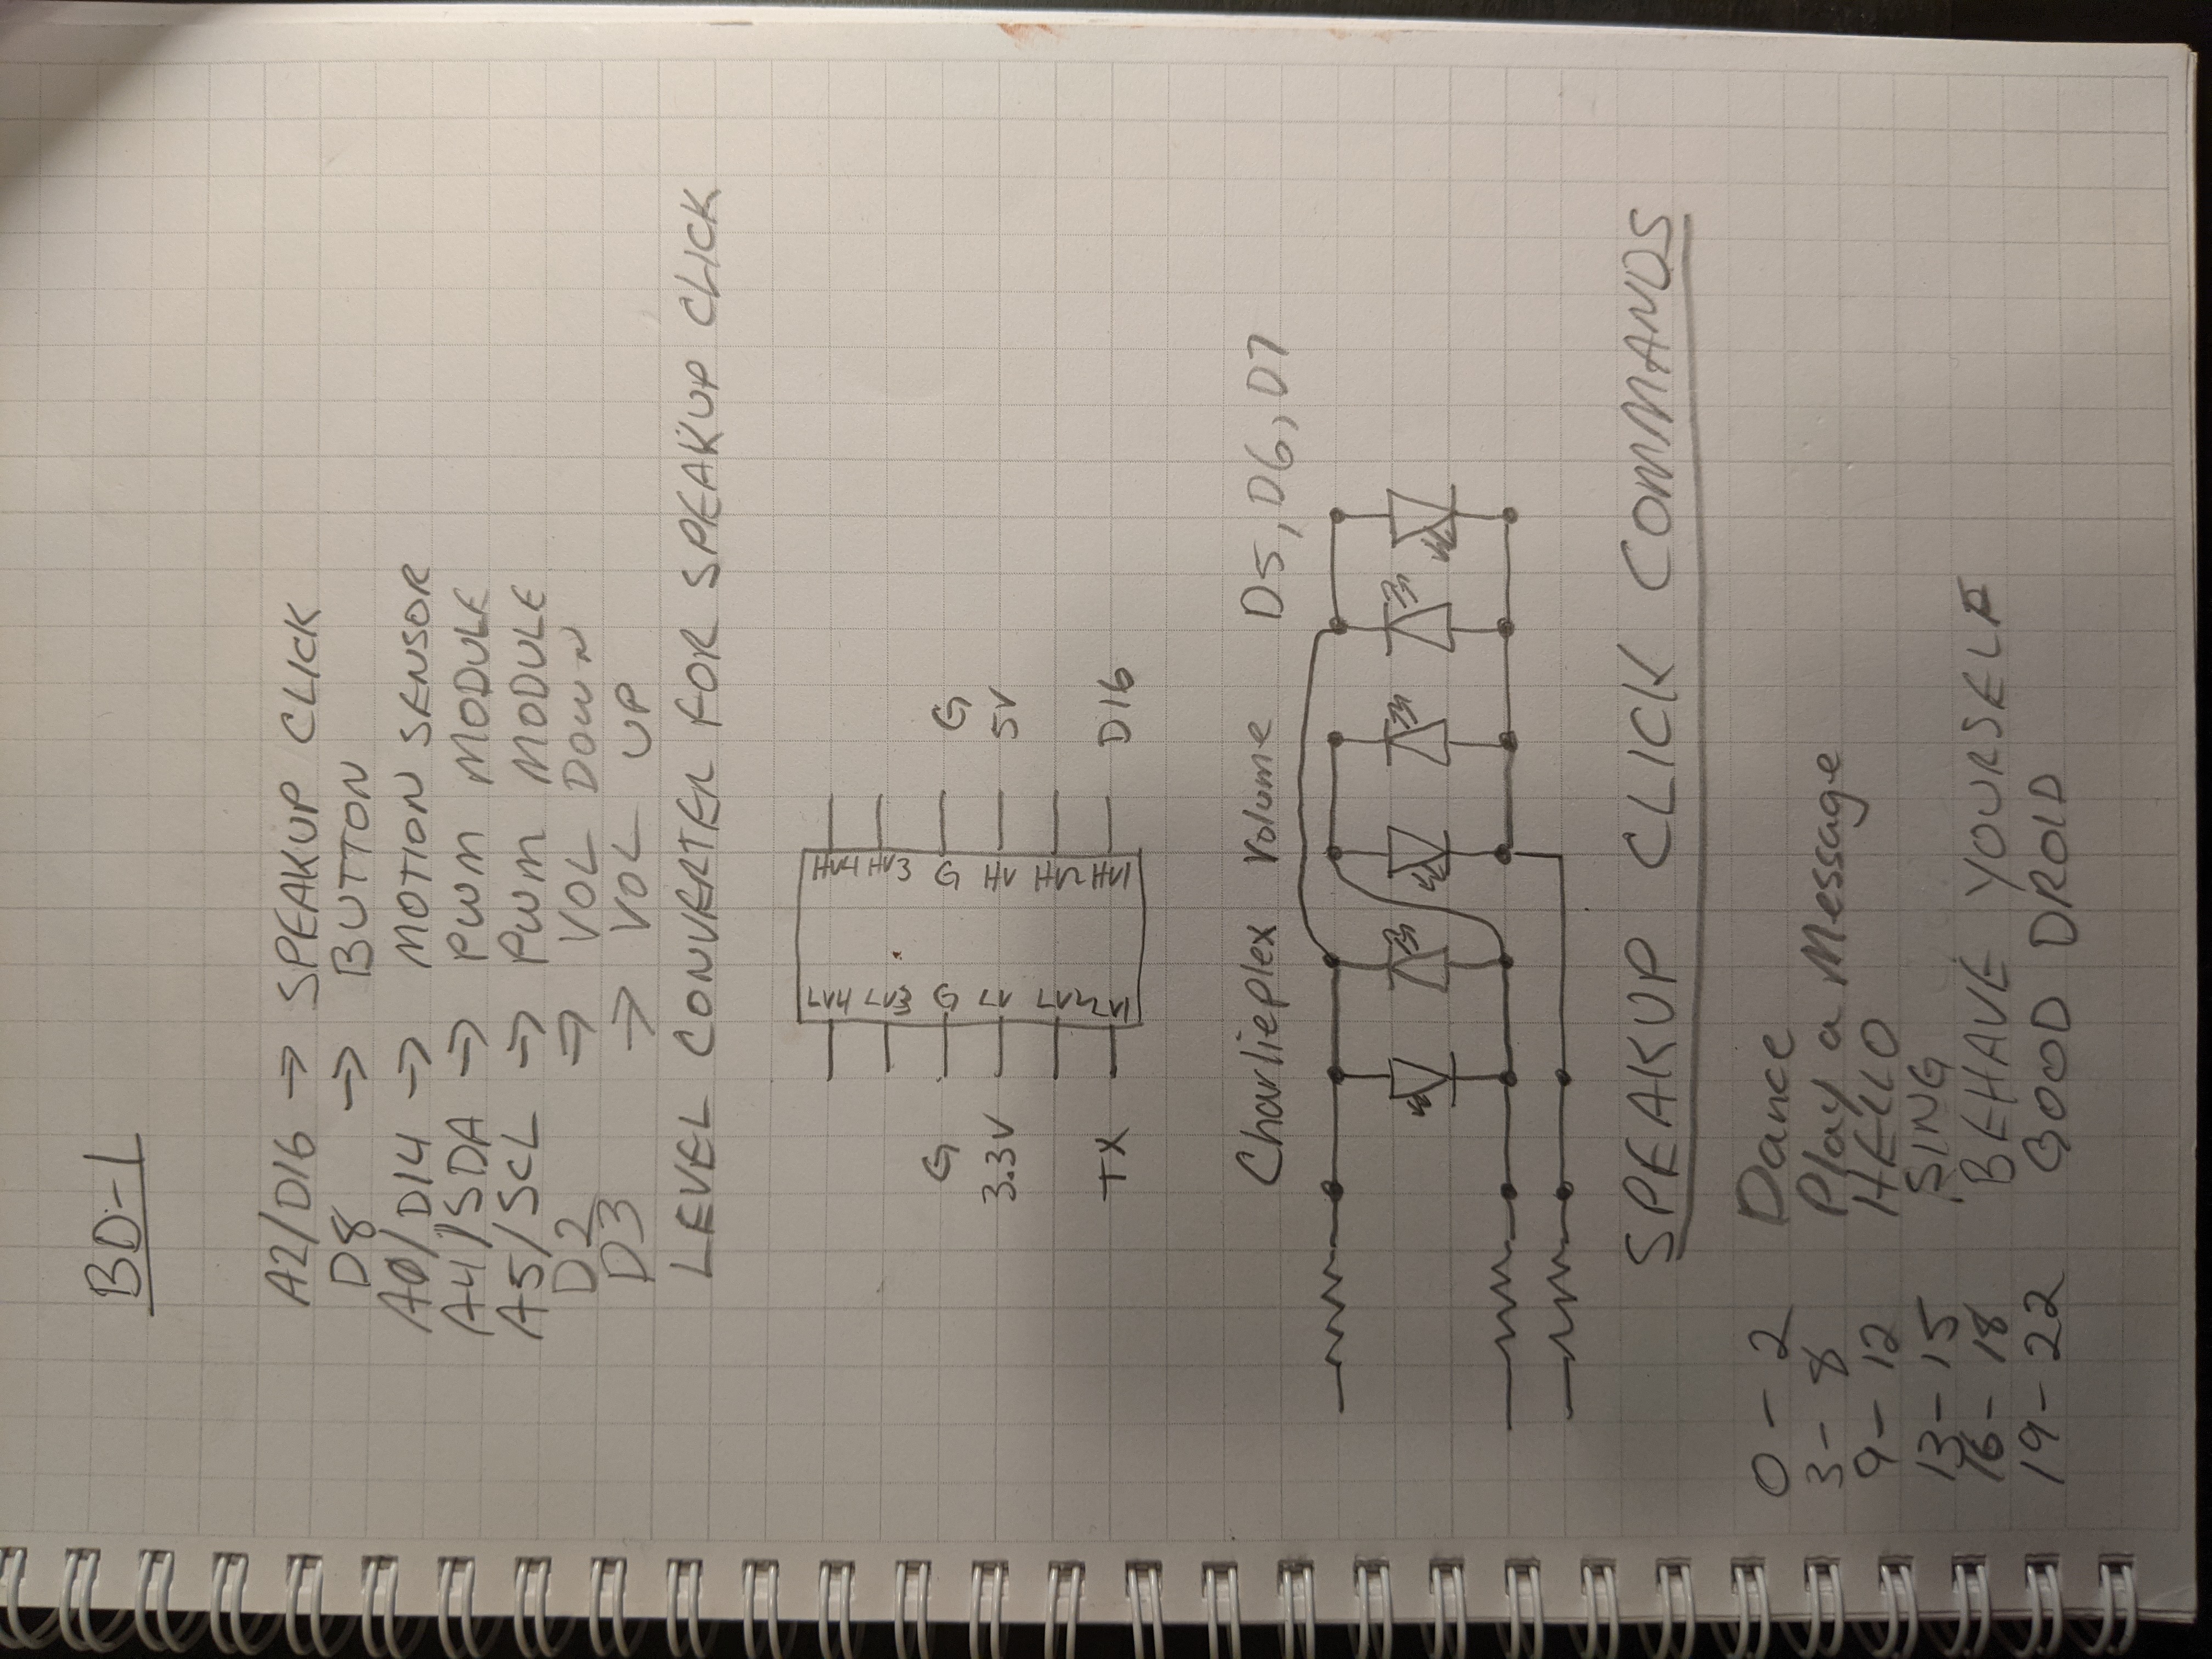 BD-1
A2/D16 → SPEAKUP CLICK
D8 → BUTTON
A0/D14 → MOTION SENSOR
A4/SDA → PWM MODULE
A5/SCL → PWM MODULE
D2 → VOL DOWN
D3 → VOL UP
LEVEL CONVERTER FOR SPEAKUP CLICK
LV4 HV4
LV3 HV3
G G G G
3.3V LV HV 5V
LV2 HV2
TX LV1 HV1 D16
Charlieplex Volume D5, D6, D7
SPEAKUP CLICK COMMANDS
0 - 2 Dance
3 - 8 Play a Message
9 - 12 HELLO
13 - 15 SING
16 - 18 BEHAVE YOURSELF
19 - 22 GOOD DROID